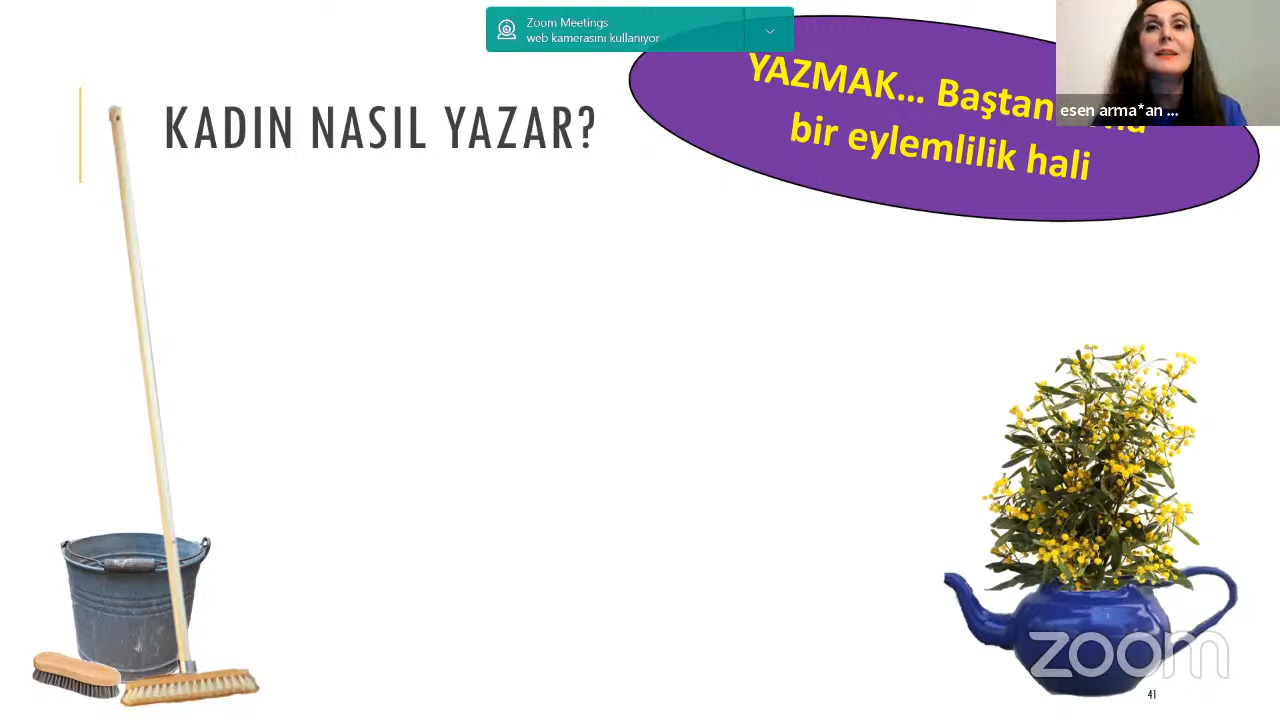 Zoom Meetings
web kamerasını kullanıyor
YAZMAK... Baştan
bir eylemlilik hali
esen arma*an ...
KADIN NASIL YAZAR?
zoom
41